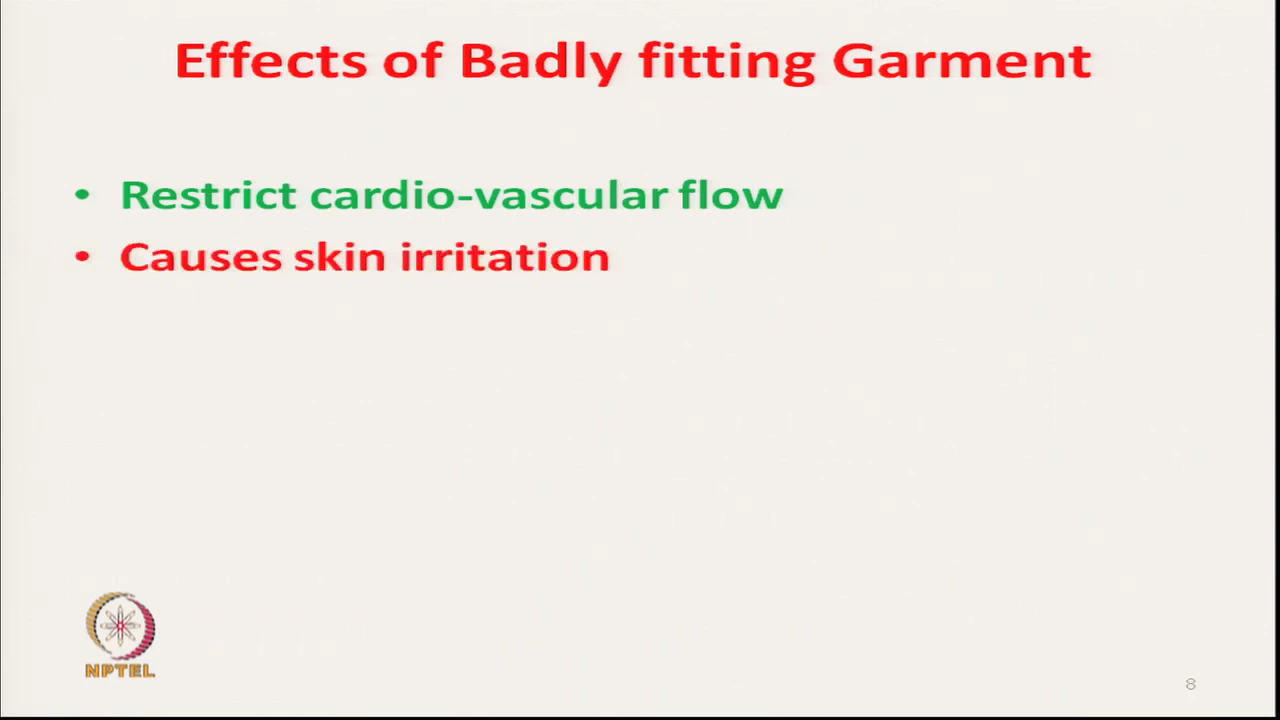 Effects of Badly fitting Garment
• Restrict cardio-vascular flow
• Causes skin irritation
NPTEL
8